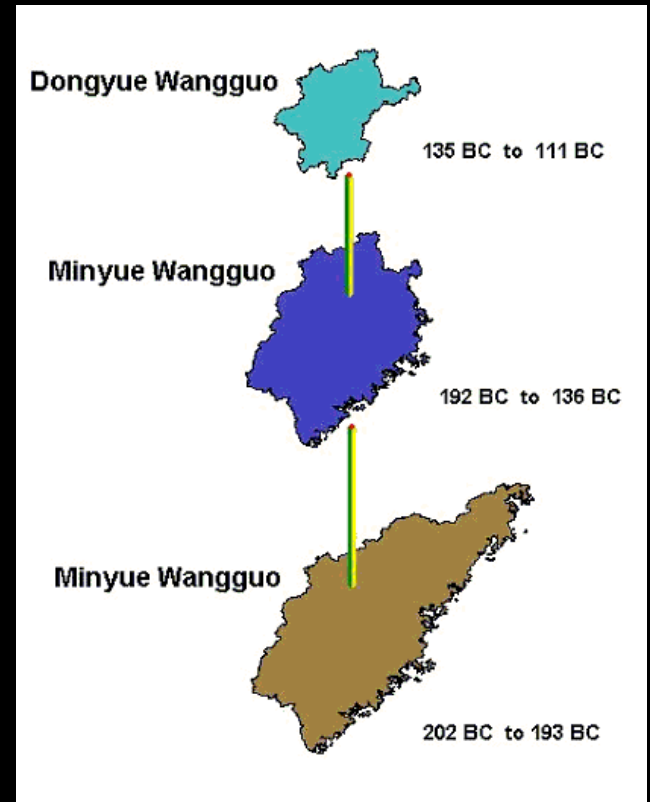 Dongyue Wangguo
135 BC to 111 BC
Minyue Wangguo
192 BC to 136 BC
Minyue Wangguo
202 BC to 193 BC